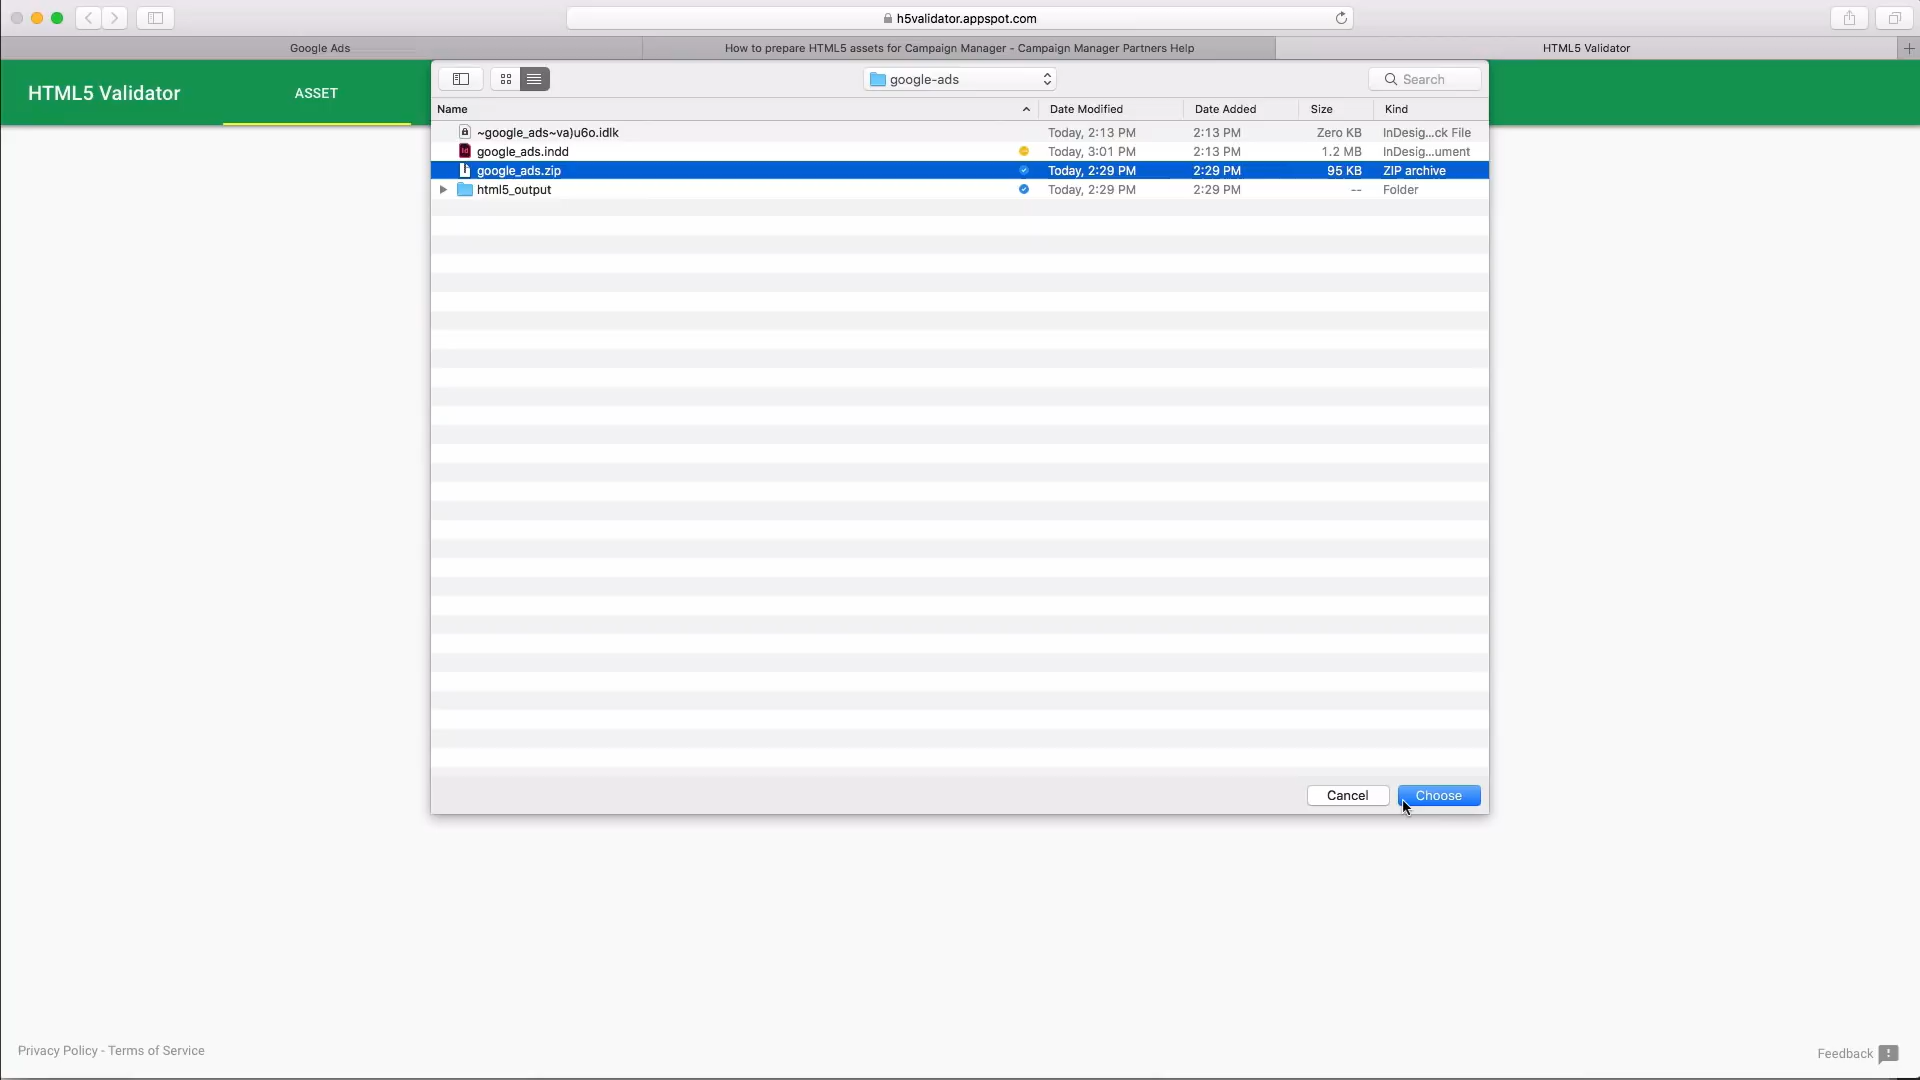 h5validator.appspot.com
Google Ads
How to prepare HTML5 assets for Campaign Manager - Campaign Manager Partners Help
HTML5 Validator
HTML5 Validator
ASSET
google-ads
Search
Name
Date Modified
Date Added
Size
Kind
~google_ads~va)u6o.idlk
Today, 2:13 PM
2:13 PM
Zero KB
InDesig...ck File
google_ads.indd
Today, 3:01 PM
2:13 PM
1.2 MB
InDesig...ument
google_ads.zip
Today, 2:29 PM
2:29 PM
95 KB
ZIP archive
html5_output
Today, 2:29 PM
2:29 PM
--
Folder
Cancel
Choose
Privacy Policy - Terms of Service
Feedback